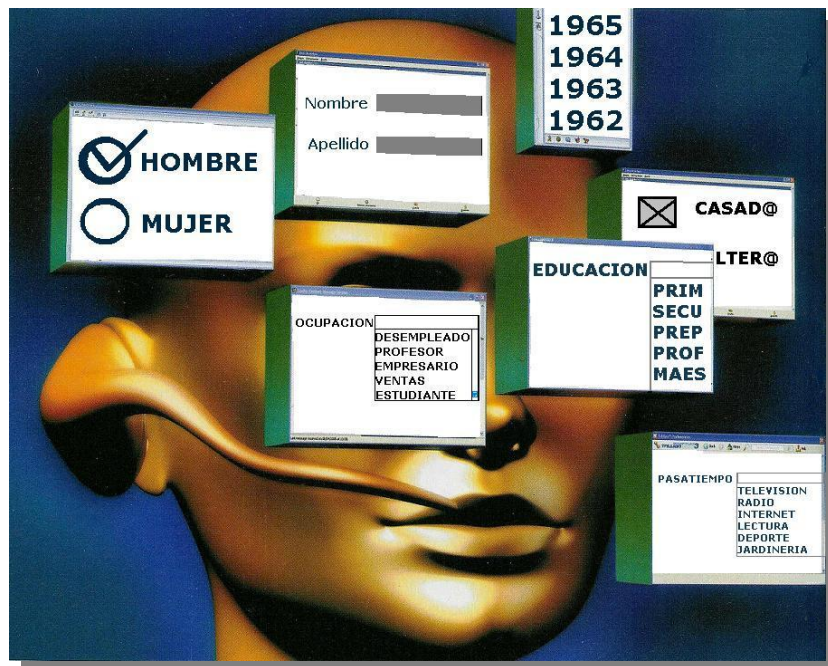 1965
1964
1963
1962
Nombre
Apellido
HOMBRE
MUJER
CASAD@
LTER@
EDUCACION
PRIM
SECU
PREP
PROF
MAES
OCUPACION
DESEMPLEADO
PROFESOR
EMPRESARIO
VENTAS
ESTUDIANTE
PASATIEMPO
TELEVISION
RADIO
INTERNET
LECTURA
DEPORTE
JARDINERIA